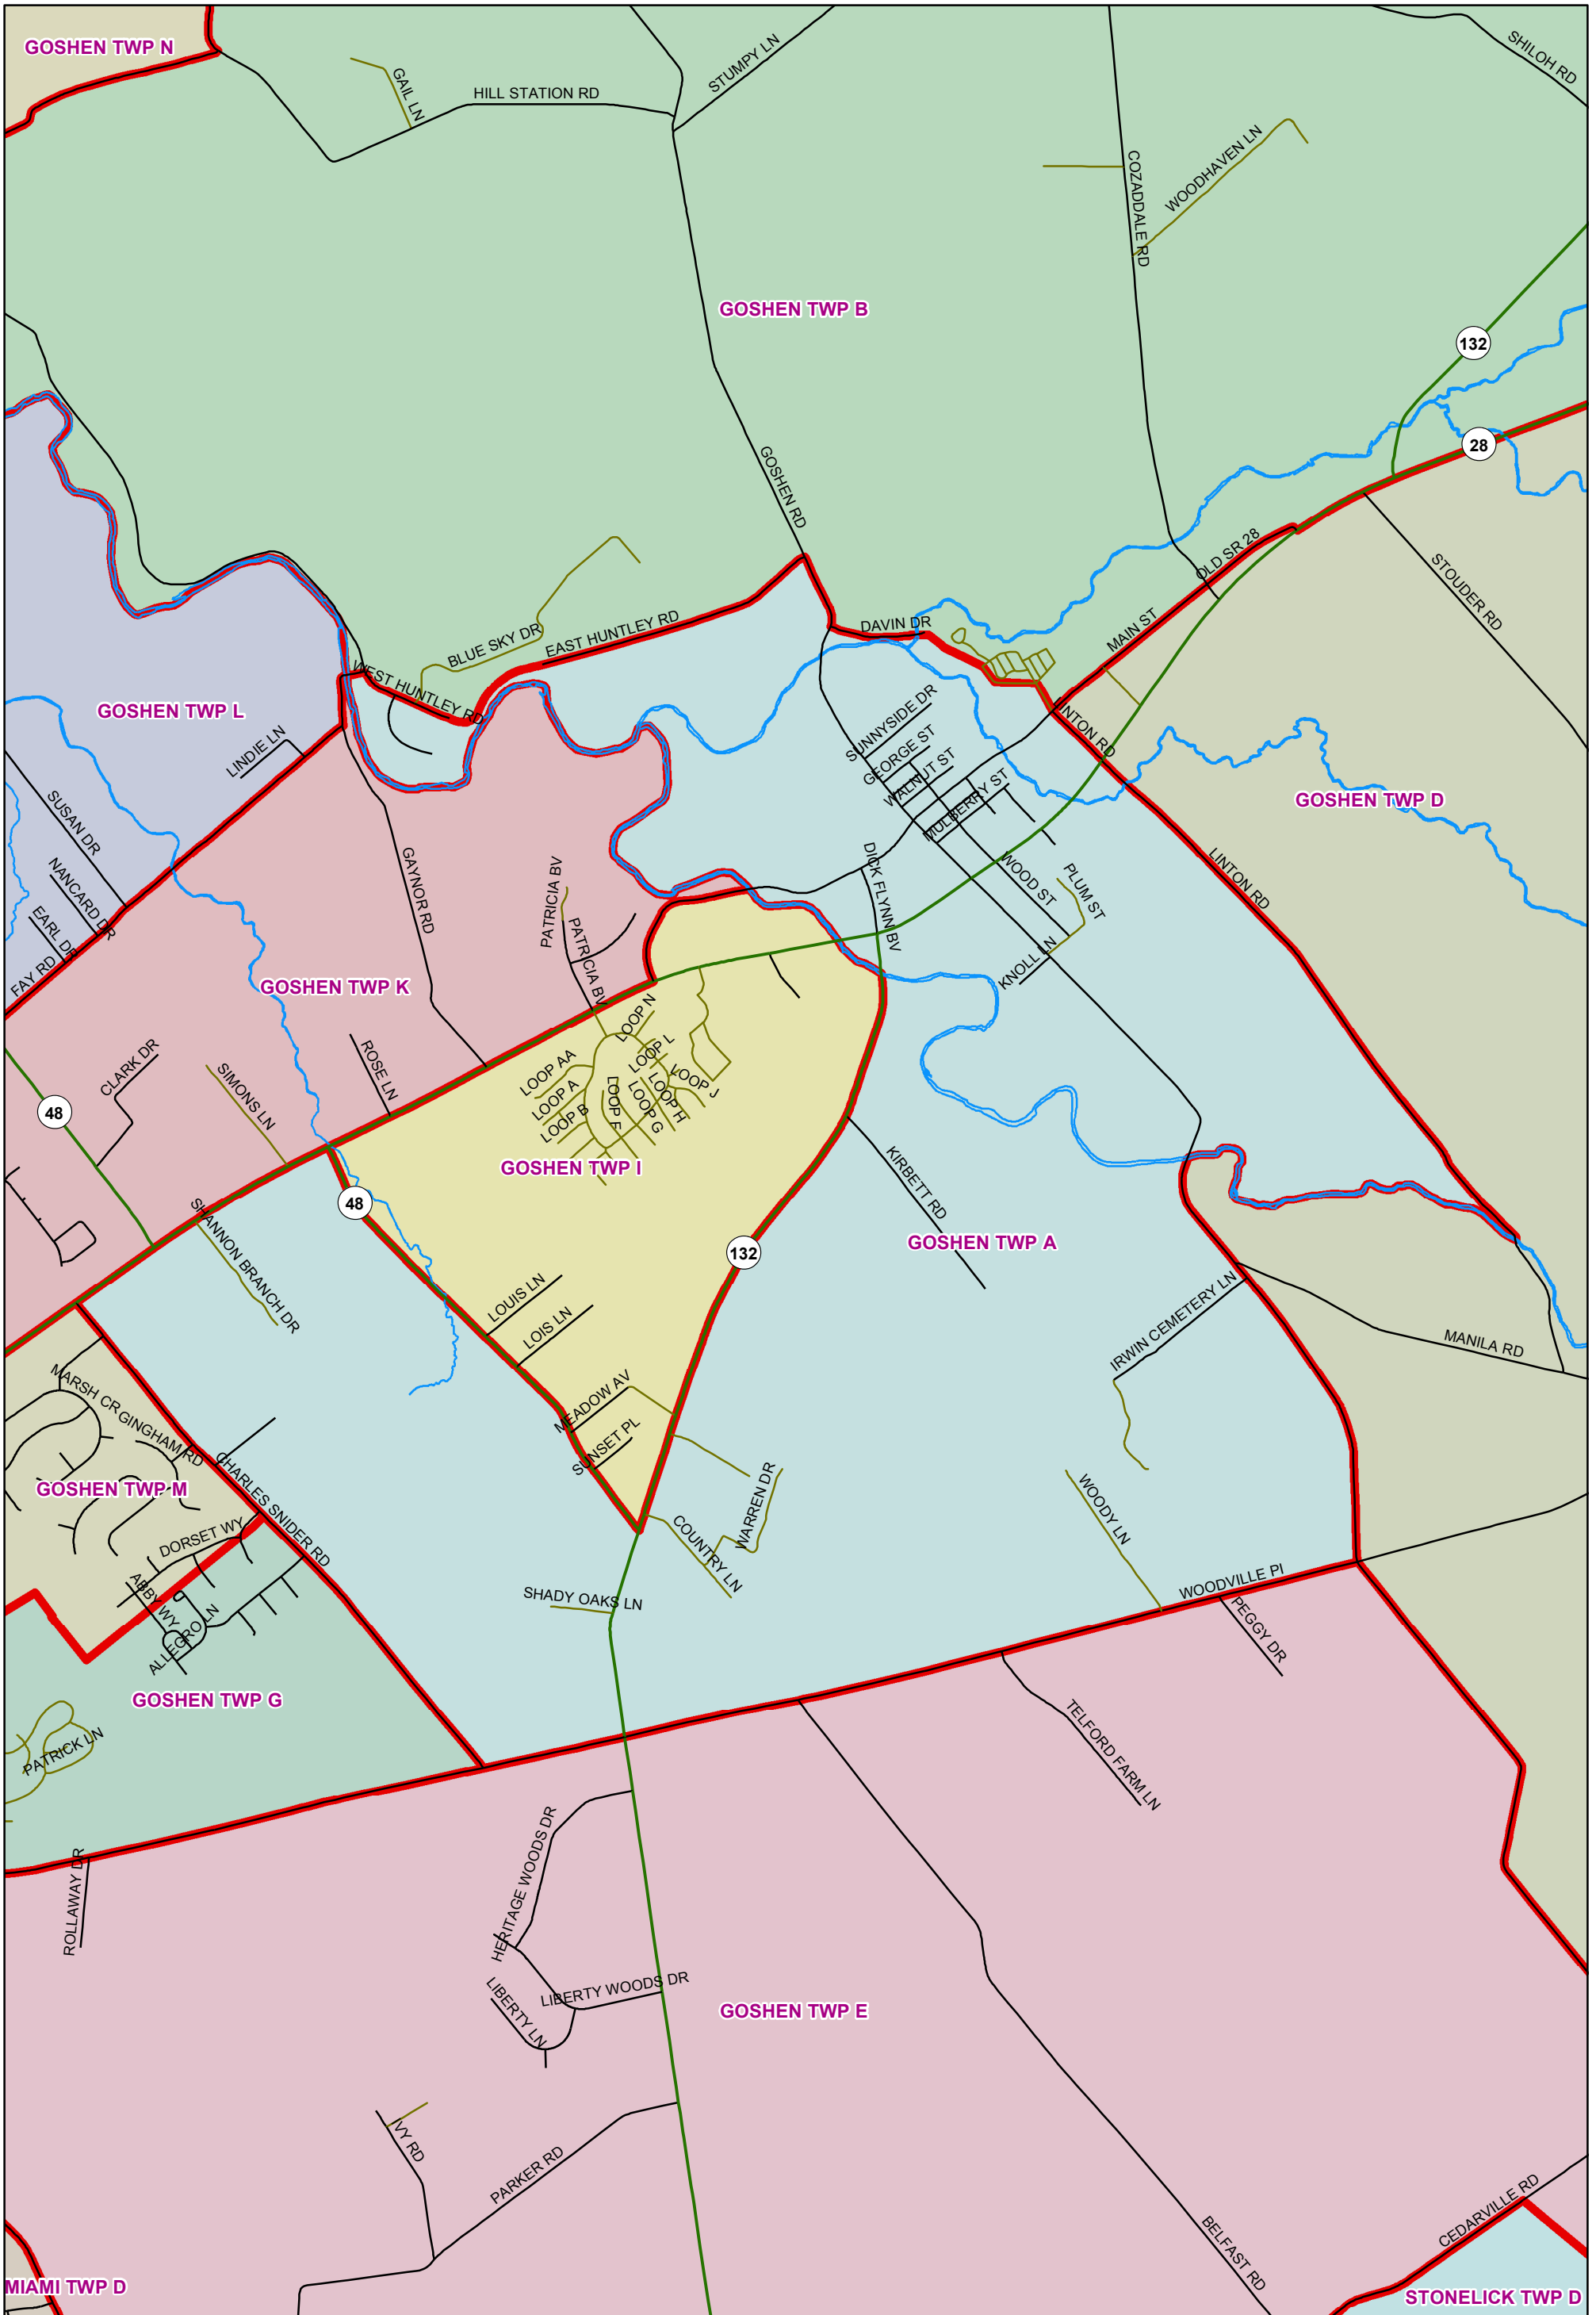 GOSHEN TWP N
GAIL LN
HILL STATION RD
STUMPY LN
SHILOH RD
COZADDALE RD
WOODHAVEN LN
GOSHEN TWP B
132
28
GOSHEN RD
OLD SR 28
STOUDER RD
DAVIN DR
MAIN ST
EAST HUNTLEY RD
BLUE SKY DR
WEST HUNTLEY RD
GOSHEN TWP L
LINDIE LN
SUNNYSIDE DR
GEORGE ST
WALNUT ST
MULBERRY ST
LINTON RD
GOSHEN TWP D
SUSAN DR
NANCARD DR
EARL DR
FAY RD
GAYNOR RD
PATRICIA BV
PATRICIA BV
DICK FLYNN BV
WOOD ST
PLUM ST
KNOLL LN
LINTON RD
GOSHEN TWP K
CLARK DR
SIMONS LN
ROSE LN
48
LOOP N
LOOP L
LOOP AA
LOOP A
LOOP B
LOOP F
LOOP G
LOOP H
LOOP J
GOSHEN TWP I
48
SHANNON BRANCH DR
KIRBETT RD
GOSHEN TWP A
132
LOUIS LN
LOIS LN
IRWIN CEMETERY LN
MANILA RD
MEADOW AV
SUNSET PL
MARSH CR
GINGHAM RD
CHARLES SNIDER RD
GOSHEN TWP M
DORSET WY
ABBY WY
ALLEGRO LN
WARREN DR
COUNTRY LN
WOODY LN
SHADY OAKS LN
WOODVILLE PI
PEGGY DR
GOSHEN TWP G
PATRICK LN
TELFORD FARM LN
ROLLAWAY DR
HERITAGE WOODS DR
LIBERTY WOODS DR
LIBERTY LN
GOSHEN TWP E
IVY RD
PARKER RD
BELFAST RD
CEDARVILLE RD
MIAMI TWP D
STONELICK TWP D